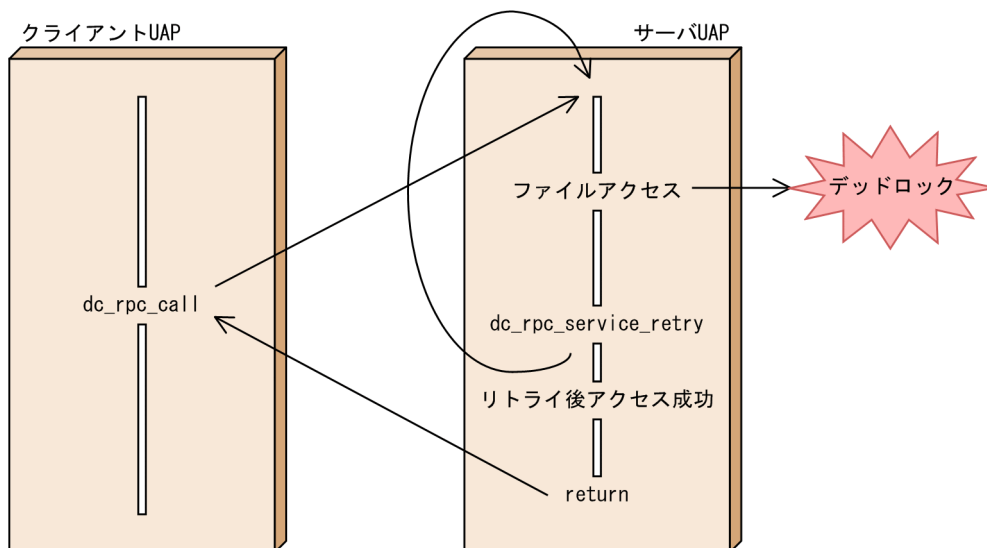 クライアントUAP
サーバUAP
ファイルアクセス
デッドロック
dc_rpc_call
dc_rpc_service_retry
リトライ後アクセス成功
return